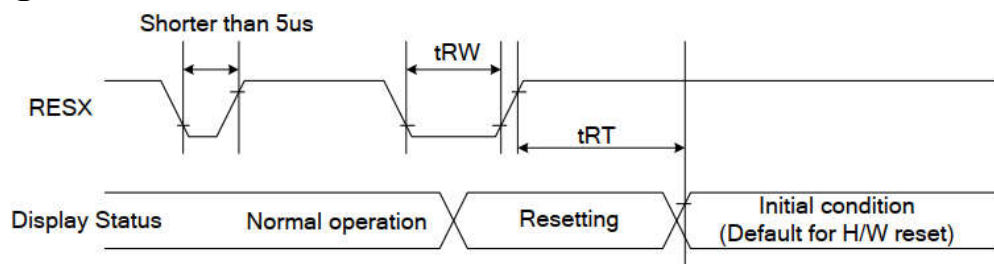 Shorter than 5us
tRW
RESX
tRT
Display Status
Normal operation
Resetting
Initial condition
(Default for H/W reset)